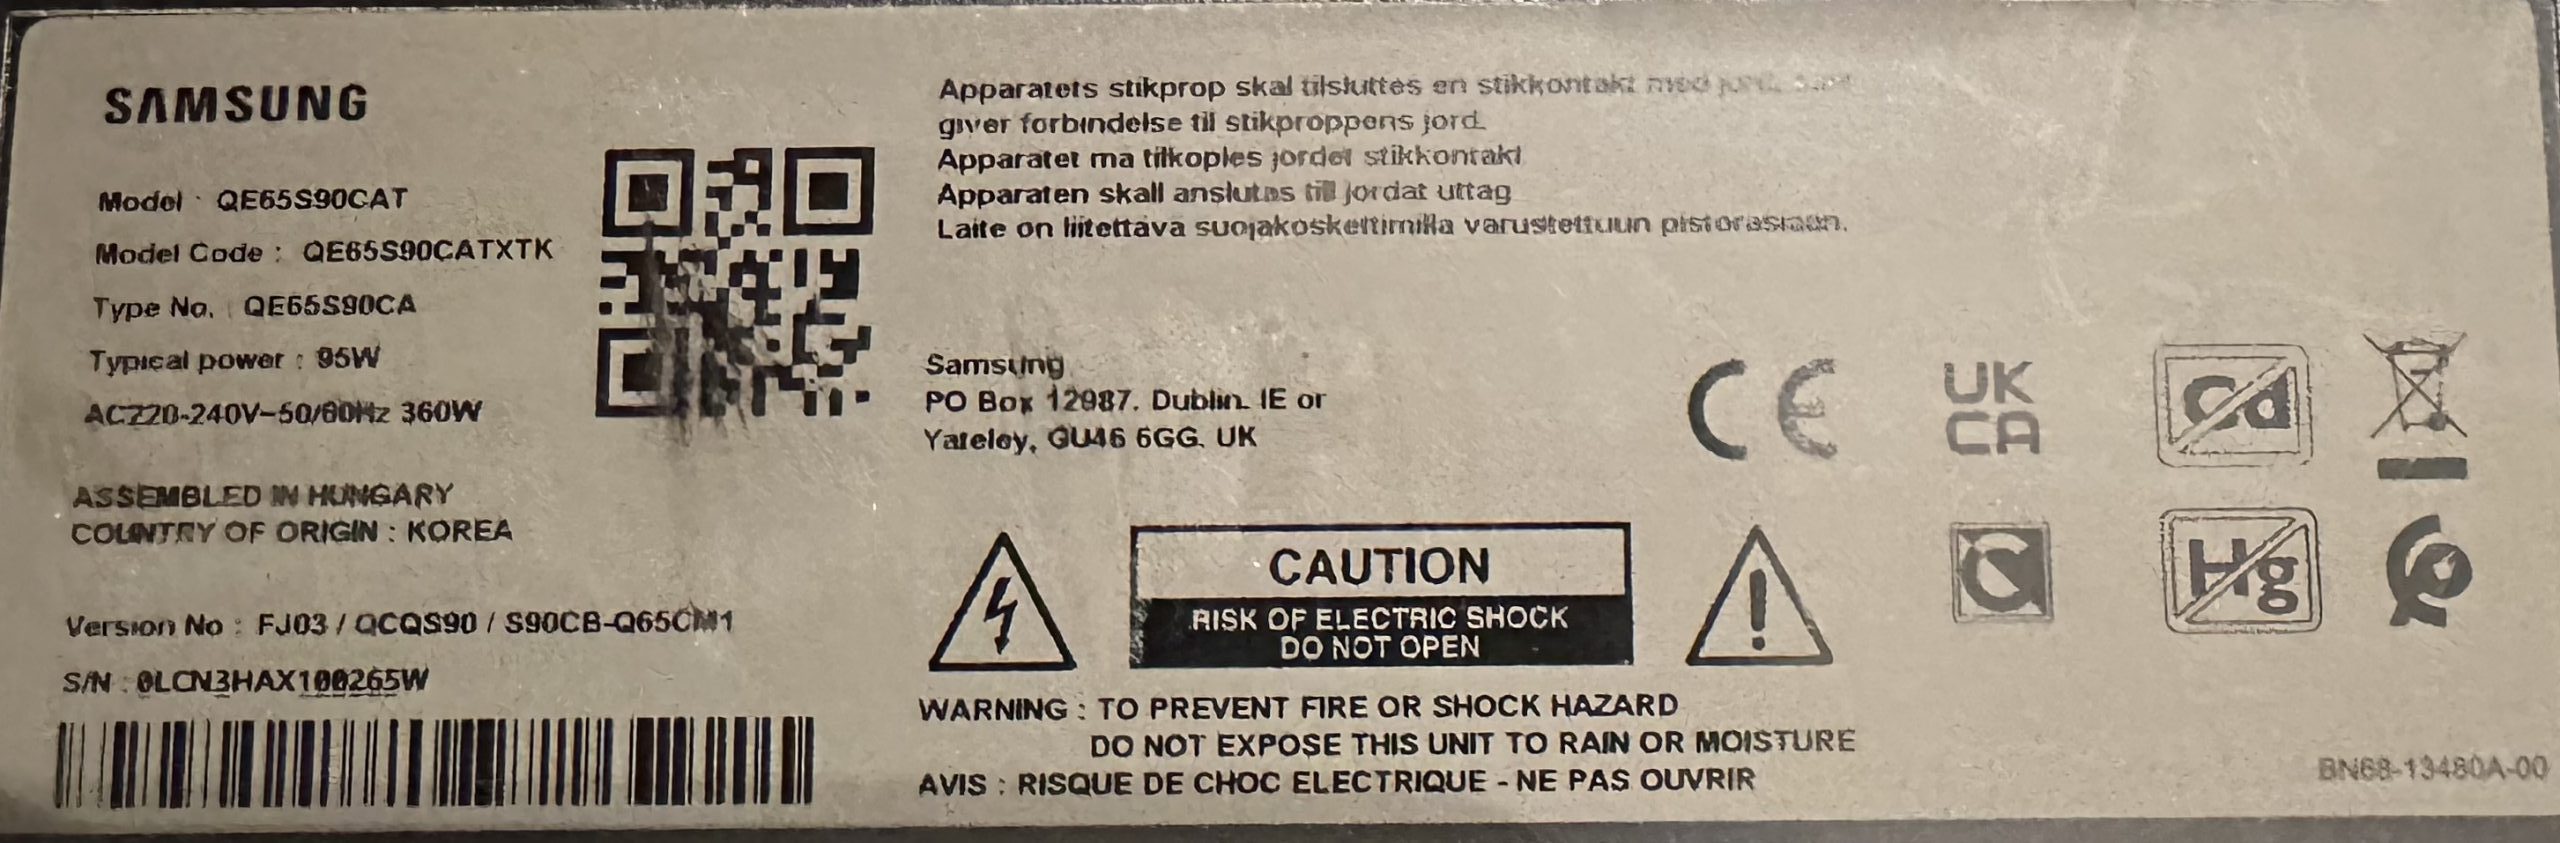 SAMSUNG
Model : QE65S90CAT
Model Code : QE65S90CATXTK
Type No. : QE65S90CA
Typical power : 95W
AC220-240V~50/60Hz 360W
ASSEMBLED IN HUNGARY
COUNTRY OF ORIGIN : KOREA
Version No : FJ03 / QCQS90 / S90CB-Q65CM1
S/N : 0LCN3HAX100265W
Apparatets stikprop skal tilsluttes en stikkontakt med jord,
giver forbindelse til stikproppens jord.
Apparatet ma tilkoples jordet stikkontakt
Apparaten skall anslutas till jordat uttag
Laite on liitettava suojakoskettimilla varustettuun pistorasiaan.
Samsung
PO Box 12987, Dublin. IE or
Yateley, GU46 6GG. UK
CE
UK
CA
Cd
Hg
CAUTION
RISK OF ELECTRIC SHOCK
DO NOT OPEN
WARNING : TO PREVENT FIRE OR SHOCK HAZARD
DO NOT EXPOSE THIS UNIT TO RAIN OR MOISTURE
AVIS : RISQUE DE CHOC ELECTRIQUE - NE PAS OUVRIR
BN68-13480A-00